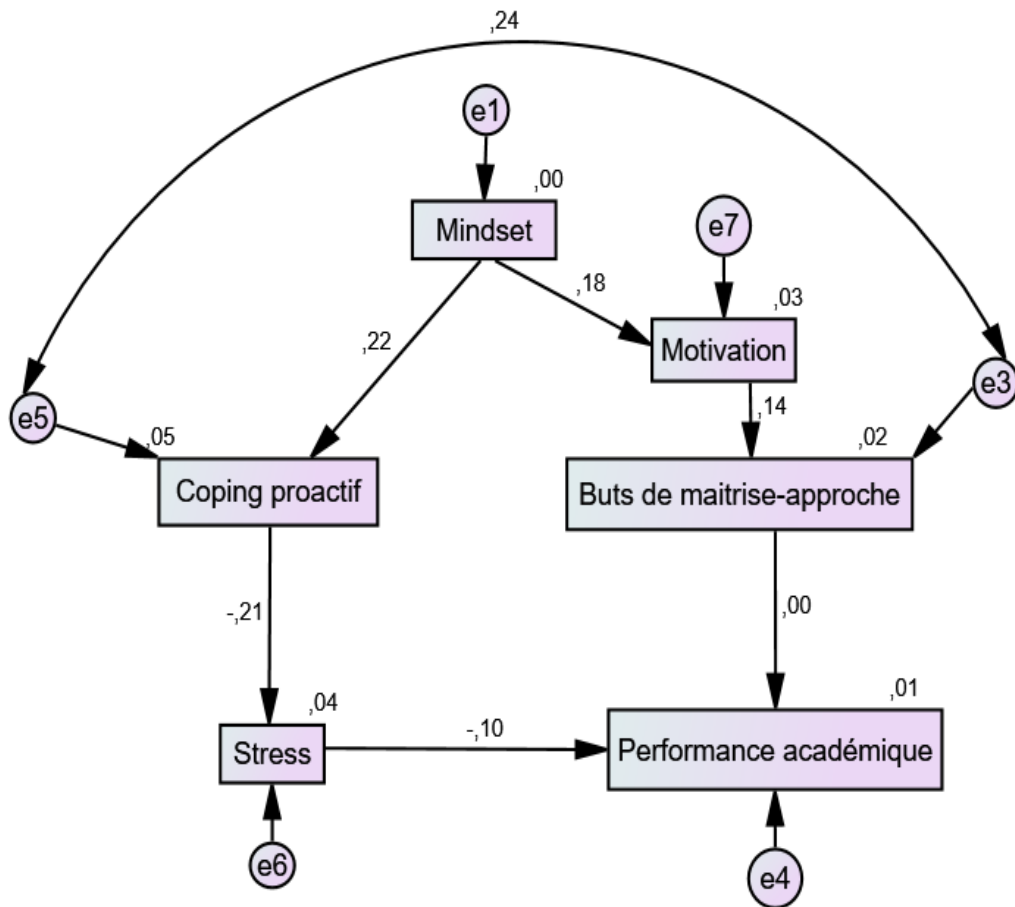 ,24
e1
,00
Mindset
e7
,18
,03
Motivation
,22
e3
e5
,14
,05
,02
Coping proactif
Buts de maitrise-approche
-,21
,00
,04
,01
-,10
Stress
Performance académique
e6
e4